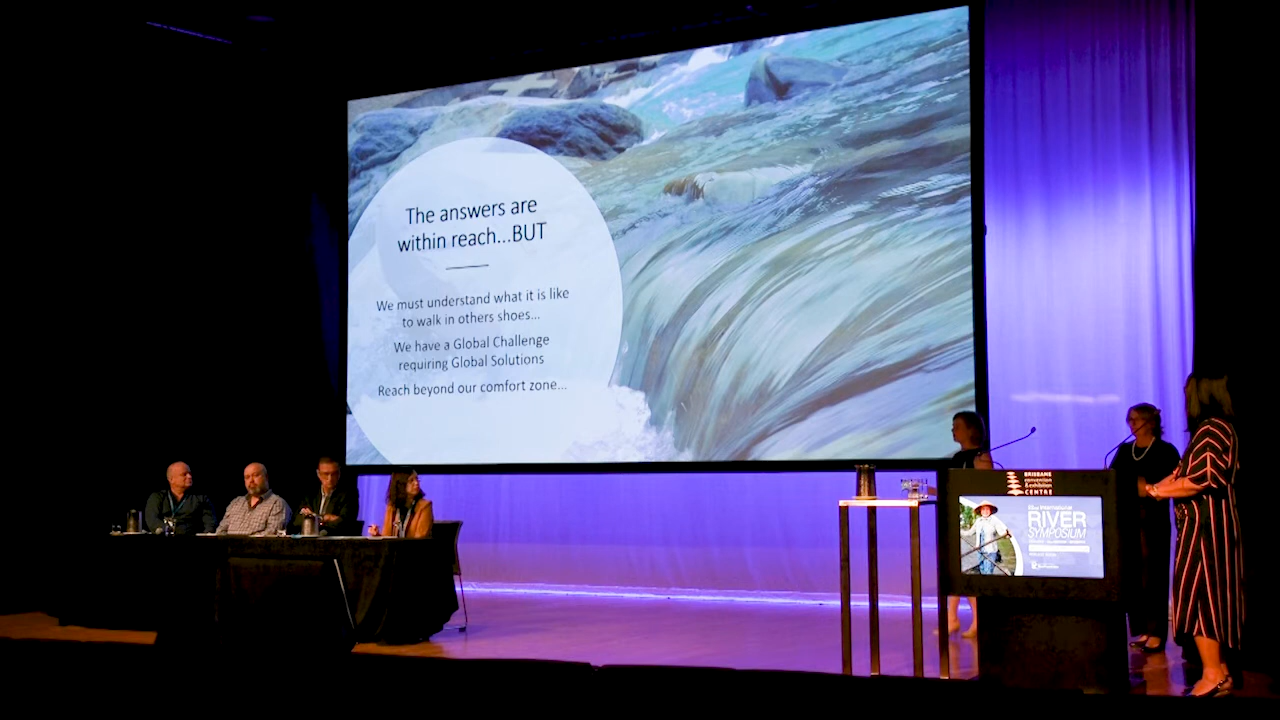 The answers are
within reach...BUT
We must understand what it is like
to walk in others shoes...
We have a Global Challenge
requiring Global Solutions
Reach beyond our comfort zone...
BRISBANE
convention
& exhibition
CENTRE
RIVER
SYMPOSIUM